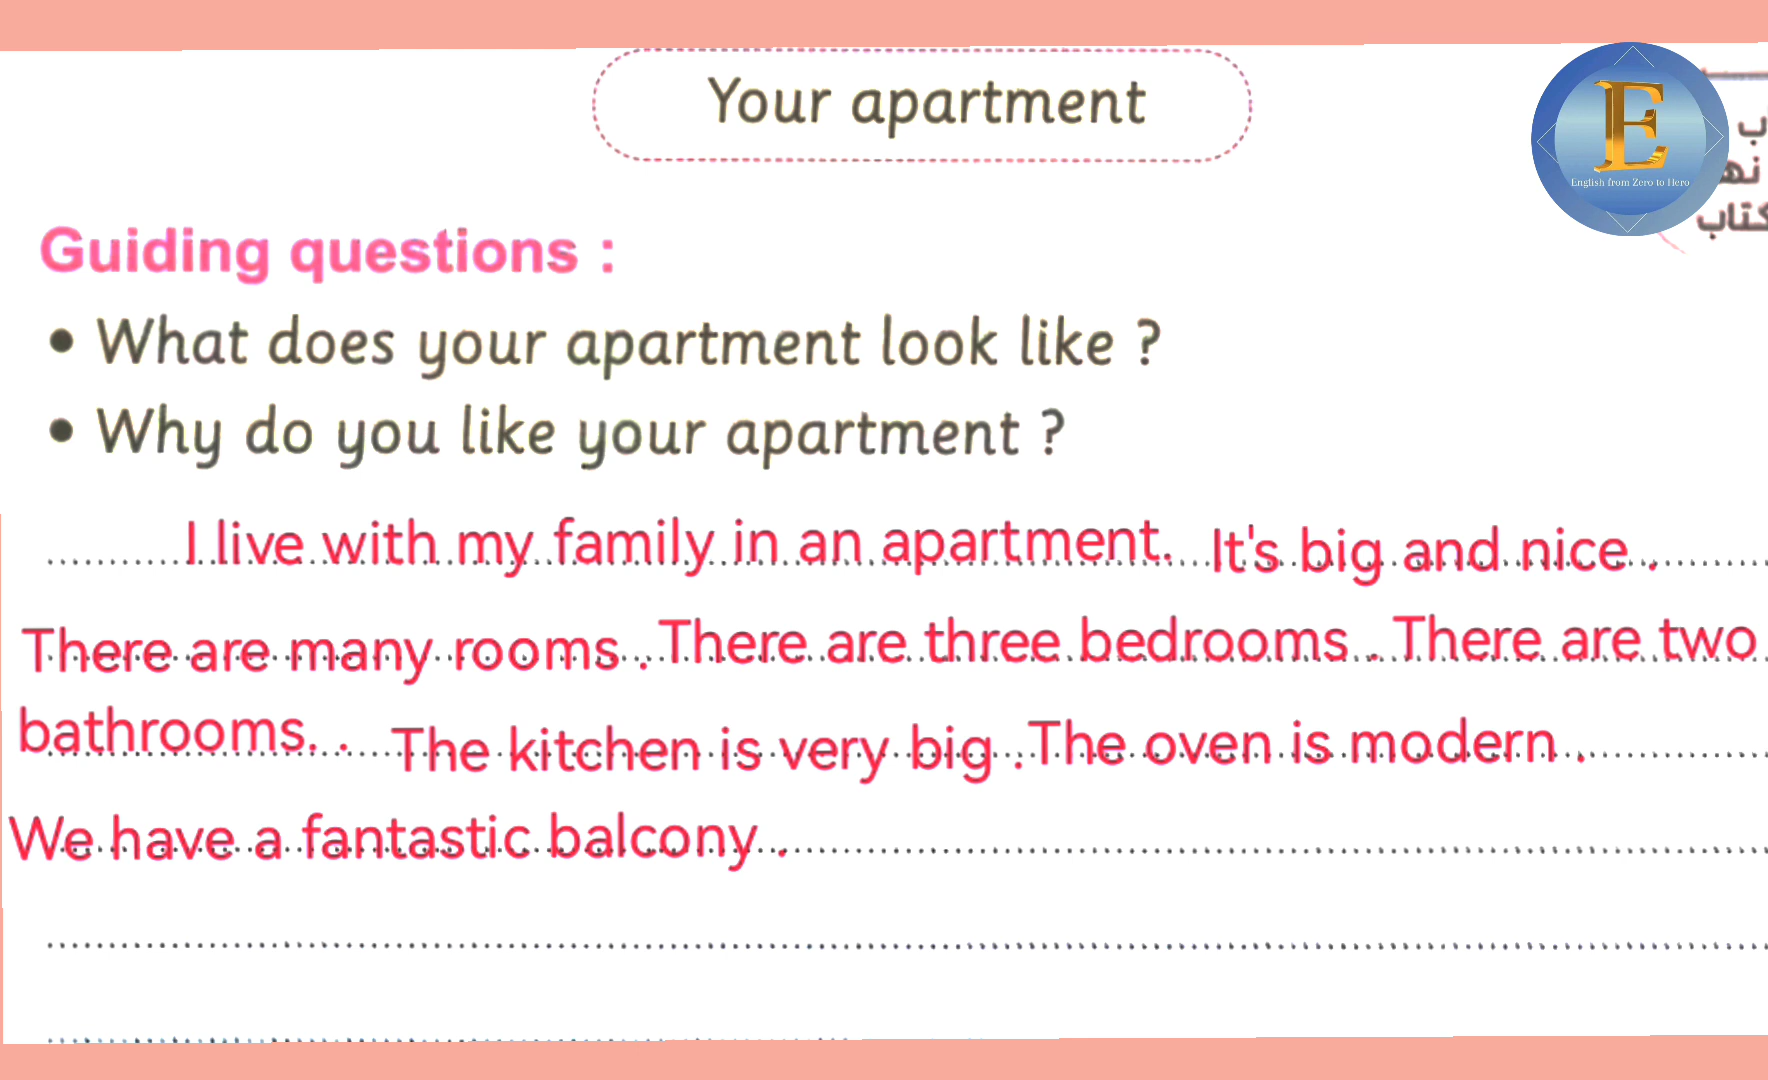 Your apartment
English from Zero to Hero
Guiding questions :
• What does your apartment look like ?
• Why do you like your apartment ?
I live with my family in an apartment. It's big and nice .
There are many rooms . There are three bedrooms . There are two
bathrooms. . The kitchen is very big . The oven is modern .
We have a fantastic balcony .